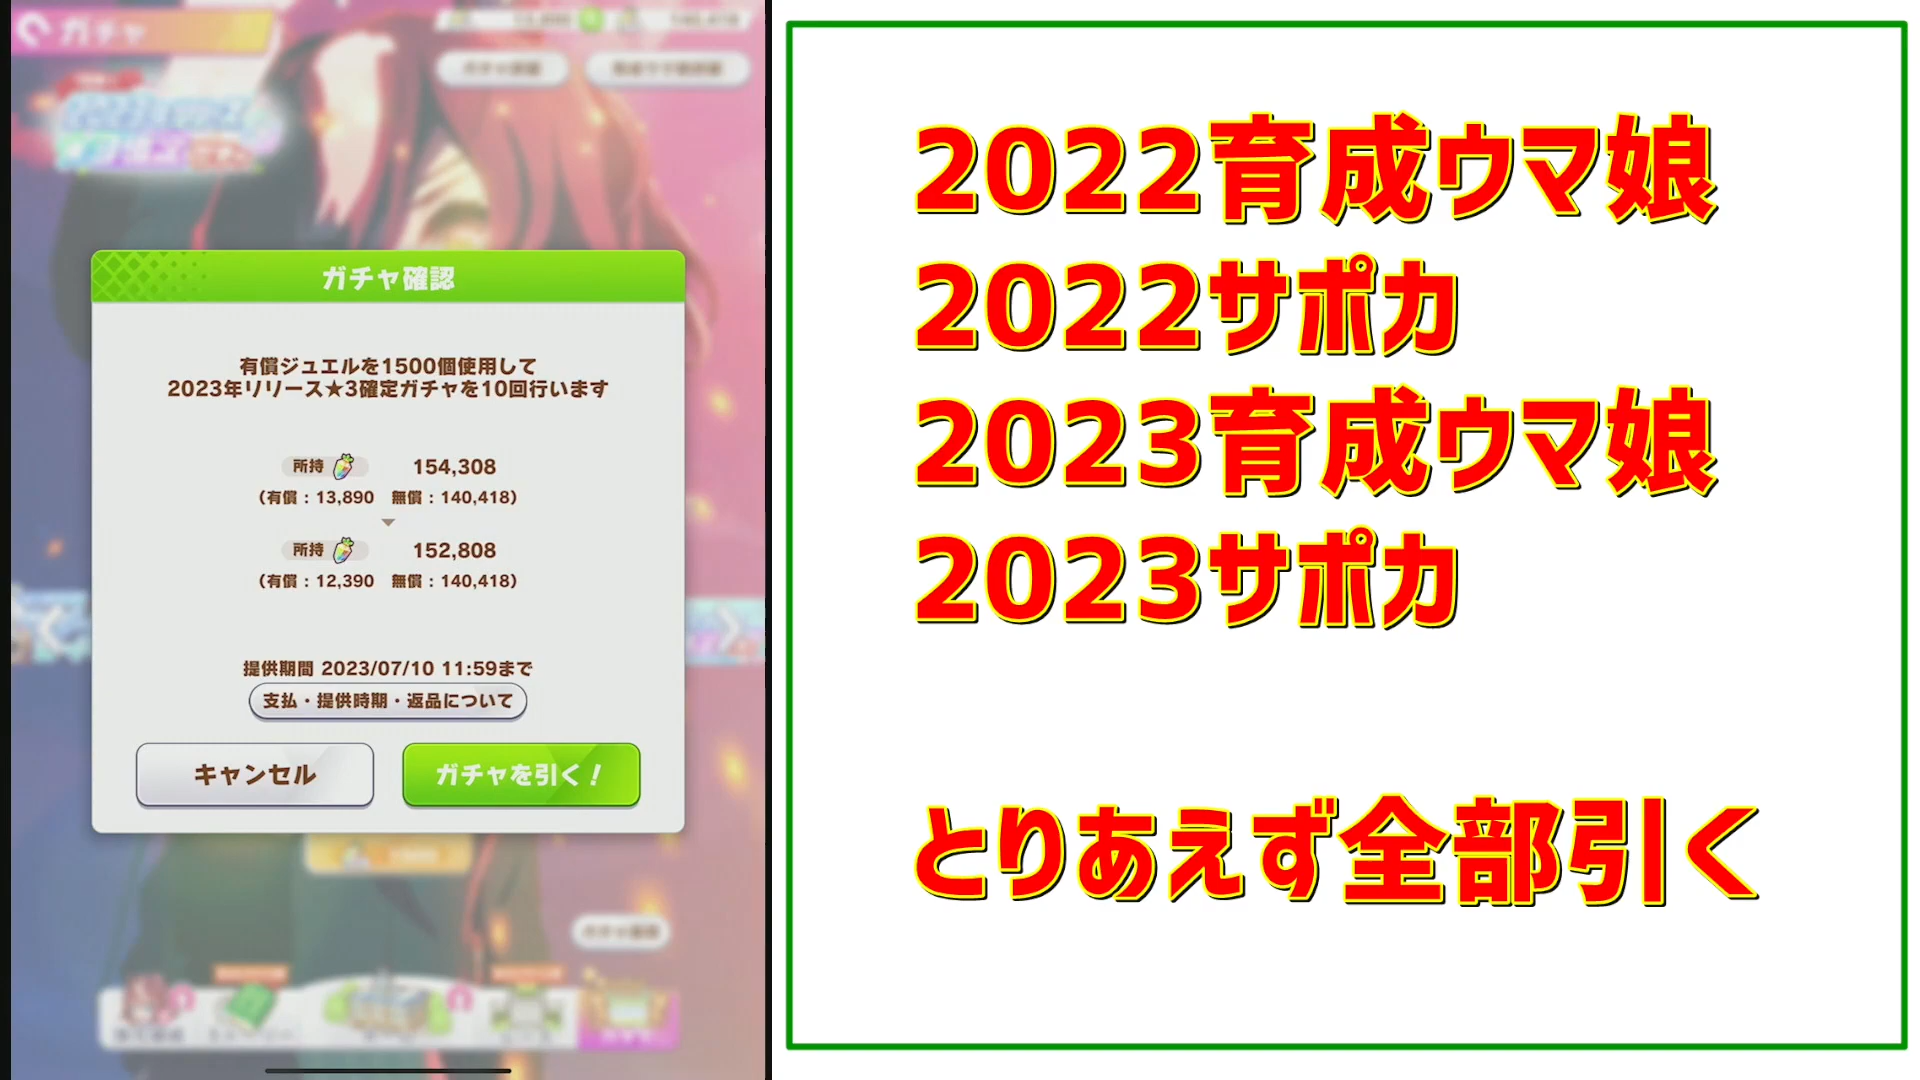 ガチャ
ガチャ確認
有償ジュエルを1500個使用して
2023年リリース★3確定ガチャを10回行います
所持 154,308
（有償：13,890 無償：140,418）
所持 152,808
（有償：12,390 無償：140,418）
提供期間 2023/07/10 11:59まで
支払・提供時期・返品について
キャンセル
ガチャを引く！
2022育成ウマ娘
2022サポカ
2023育成ウマ娘
2023サポカ
とりあえず全部引く